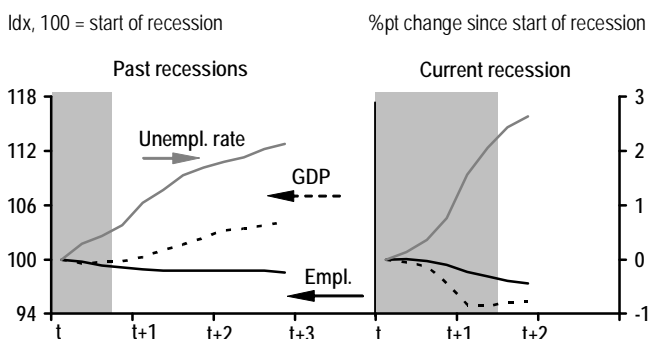 Idx, 100 = start of recession
%pt change since start of recession
Past recessions
Current recession
118
112
106
100
94
Unempl. rate
GDP
Empl.
3
2
1
0
-1
t
t+1
t+2
t+3
t
t+1
t+2